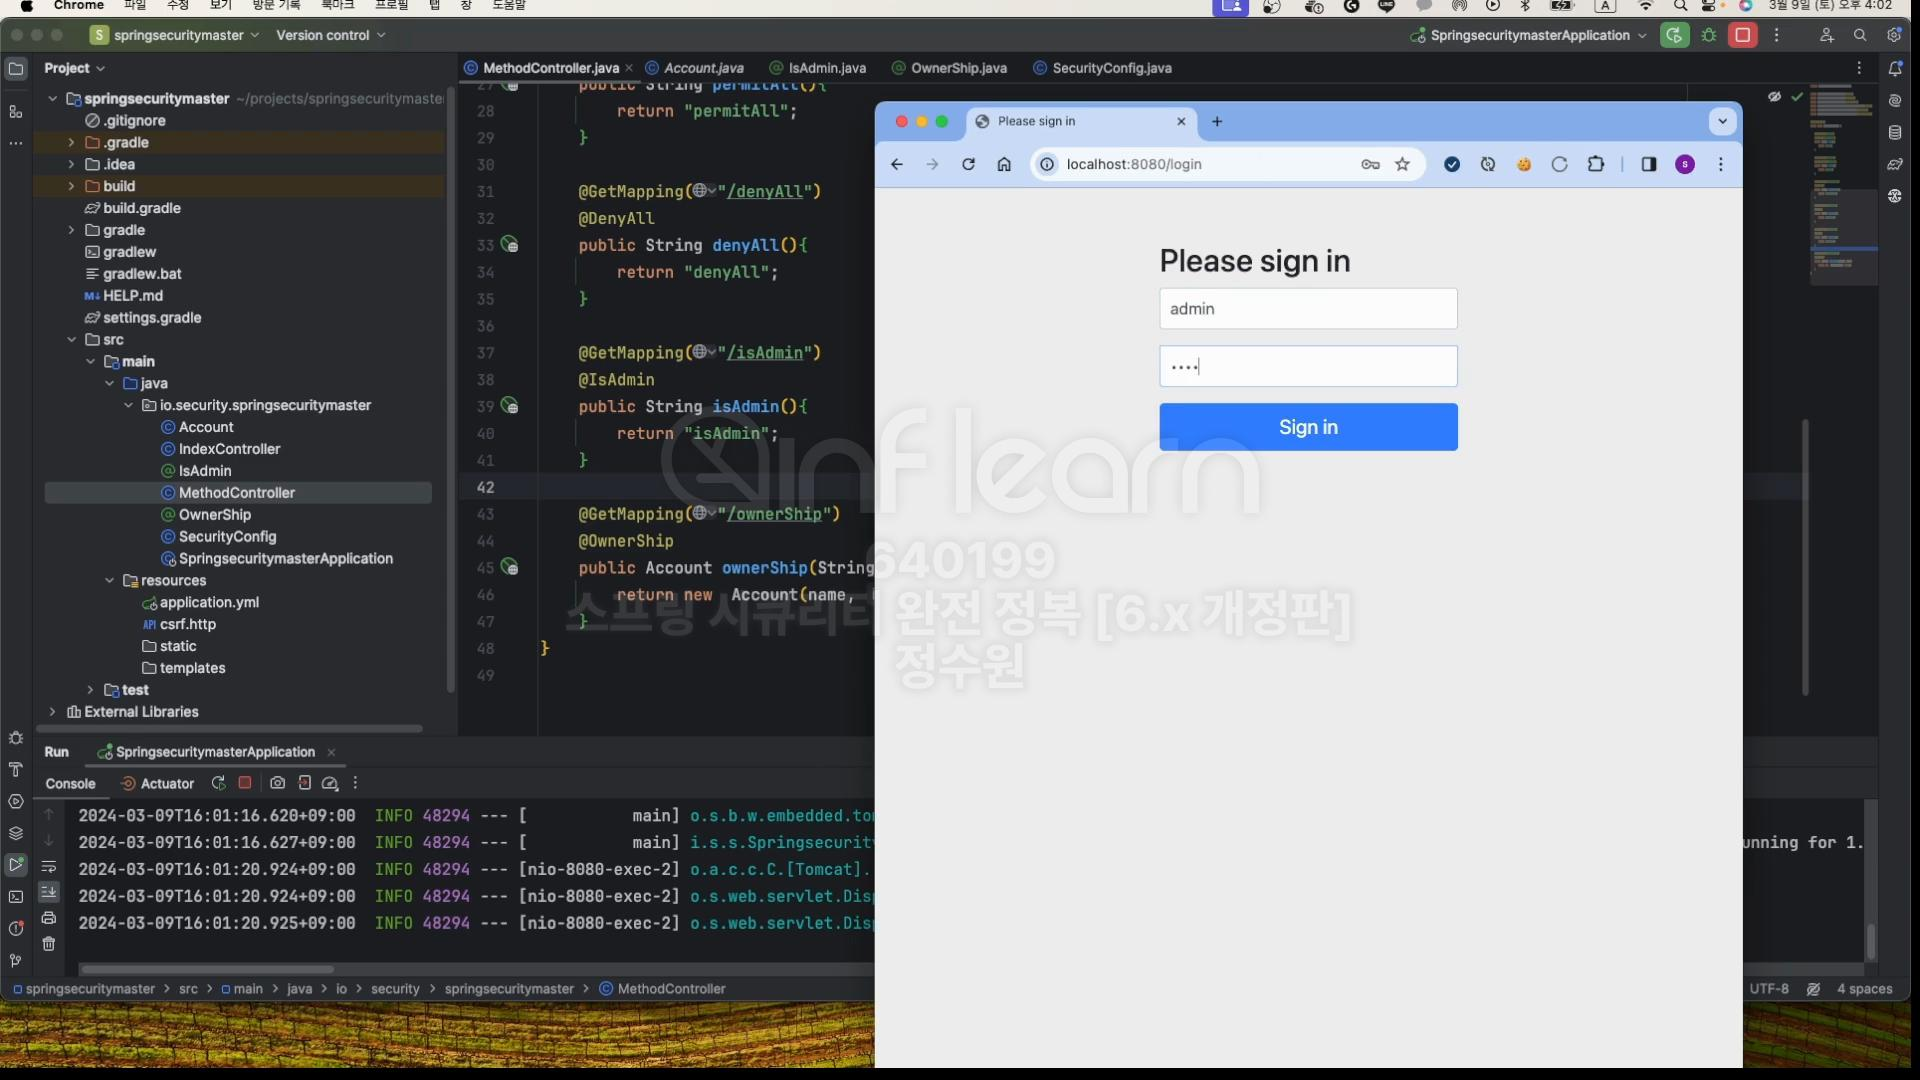 Chrome 파일 수정 보기 방문 기록 북마크 프로필 탭 창 도움말 3월 9일 (토) 오후 4:02
S springsecuritymaster Version control SpringsecuritymasterApplication
Project
MethodController.java Account.java IsAdmin.java OwnerShip.java SecurityConfig.java
springsecuritymaster ~/projects/springsecuritymaste
.gitignore
.gradle
.idea
build
build.gradle
gradle
gradlew
gradlew.bat
HELP.md
settings.gradle
src
main
java
io.security.springsecuritymaster
Account
IndexController
IsAdmin
MethodController
OwnerShip
SecurityConfig
SpringsecuritymasterApplication
resources
application.yml
csrf.http
static
templates
test
External Libraries
27 public String permitAll(){
28 return "permitAll";
29 }
30
31 @GetMapping("/denyAll")
32 @DenyAll
33 public String denyAll(){
34 return "denyAll";
35 }
36
37 @GetMapping("/isAdmin")
38 @IsAdmin
39 public String isAdmin(){
40 return "isAdmin";
41 }
42
43 @GetMapping("/ownerShip")
44 @OwnerShip
45 public Account ownerShip(String
46 return new Account(name,
47 }
48 }
49
Please sign in
localhost:8080/login
Please sign in
admin
Sign in
inflearn
640199
스프링 시큐리티 완전 정복 [6.x 개정판]
정수원
Run SpringsecuritymasterApplication
Console Actuator
2024-03-09T16:01:16.620+09:00 INFO 48294 --- [ main] o.s.b.w.embedded.to
2024-03-09T16:01:16.627+09:00 INFO 48294 --- [ main] i.s.s.Springsecurit unning for 1.
2024-03-09T16:01:20.924+09:00 INFO 48294 --- [nio-8080-exec-2] o.a.c.c.C.[Tomcat].
2024-03-09T16:01:20.924+09:00 INFO 48294 --- [nio-8080-exec-2] o.s.web.servlet.Dis
2024-03-09T16:01:20.925+09:00 INFO 48294 --- [nio-8080-exec-2] o.s.web.servlet.Dis
springsecuritymaster > src > main > java > io > security > springsecuritymaster > MethodController UTF-8 4 spaces